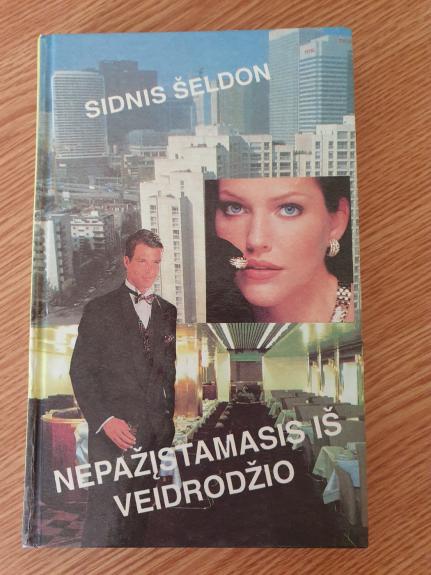 SIDNIS ŠELDON
NEPAŽĮSTAMASIS IŠ
VEIDRODŽIO